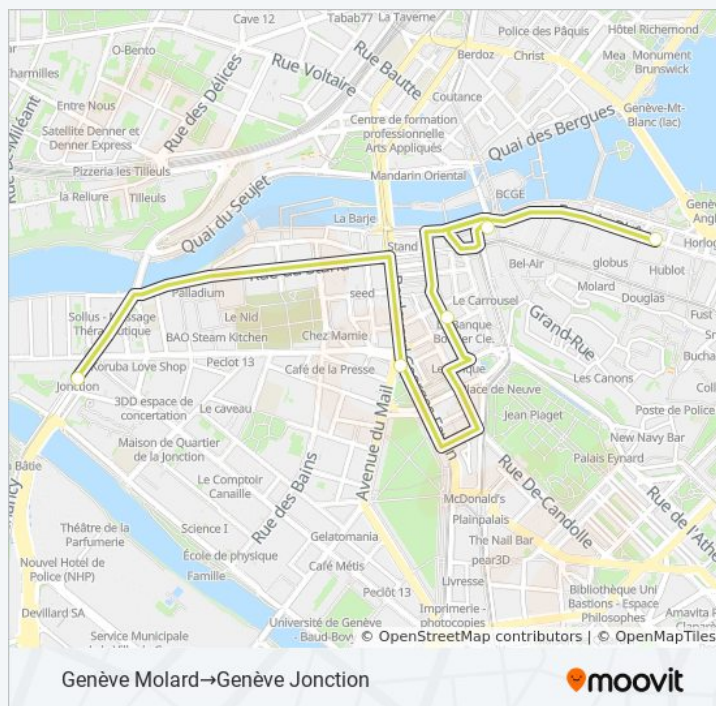 Cave 12
Tabab77
La Taverne
Police des Pâquis
Hôtel Richemond
O-Bento
Rue Voltaire
Rue Bautte
Berdoz
Christ
Mea
Monument
Brunswick
Charmilles
Rue des Délices
Coutance
Entre Nous
Centre de formation
professionnelle
Arts Appliqués
Genève-Mt-
Blanc (lac)
Satellite Denner et
Denner Express
Quai des Bergues
Pizzeria les Tilleuls
Mandarin Oriental
la Relure
Tilleuls
Quai du Seujet
BCGE
La Barje
Stand
Bel-Air
globus
Hublot
Palladium
seed
Molard
Douglas
Le Carrousel
Le Nid
Grand-Rue
BAO Steam Kitchen
Chez Mamie
Koruba Love Shop
Peclot 13
Café de la Presse
Les Canons
Jonction
Place de Neuve
3DD espace de
concertation
Le caveau
Avenue du Mail
Jean Piaget
Poste de Police
New Navy Bar
Maison de Quartier
de la Jonction
Rue des Bains
Palais Eynard
Rue De-Candolle
Le Comptoir
Canaille
McDonald's
Plainpalais
Rue de l'Athé
Théâtre de la
Parfumerie
Science I
The Nail Bar
Gelatomania
pear3D
École de physique
Nouvel Hotel de
Police (NHP)
Famille
Café Métis
Livresse
Peclôt 13
Bibliothèque Uni
Bastions - Espace
Philosophes
Devillard SA
Imprimerie -
photocopies
Amavita P
Université de Genève
- Baud-Bov
Service Municipale
© OpenStreetMap contributors | © OpenMapTiles
Genève Molard→Genève Jonction
moovit